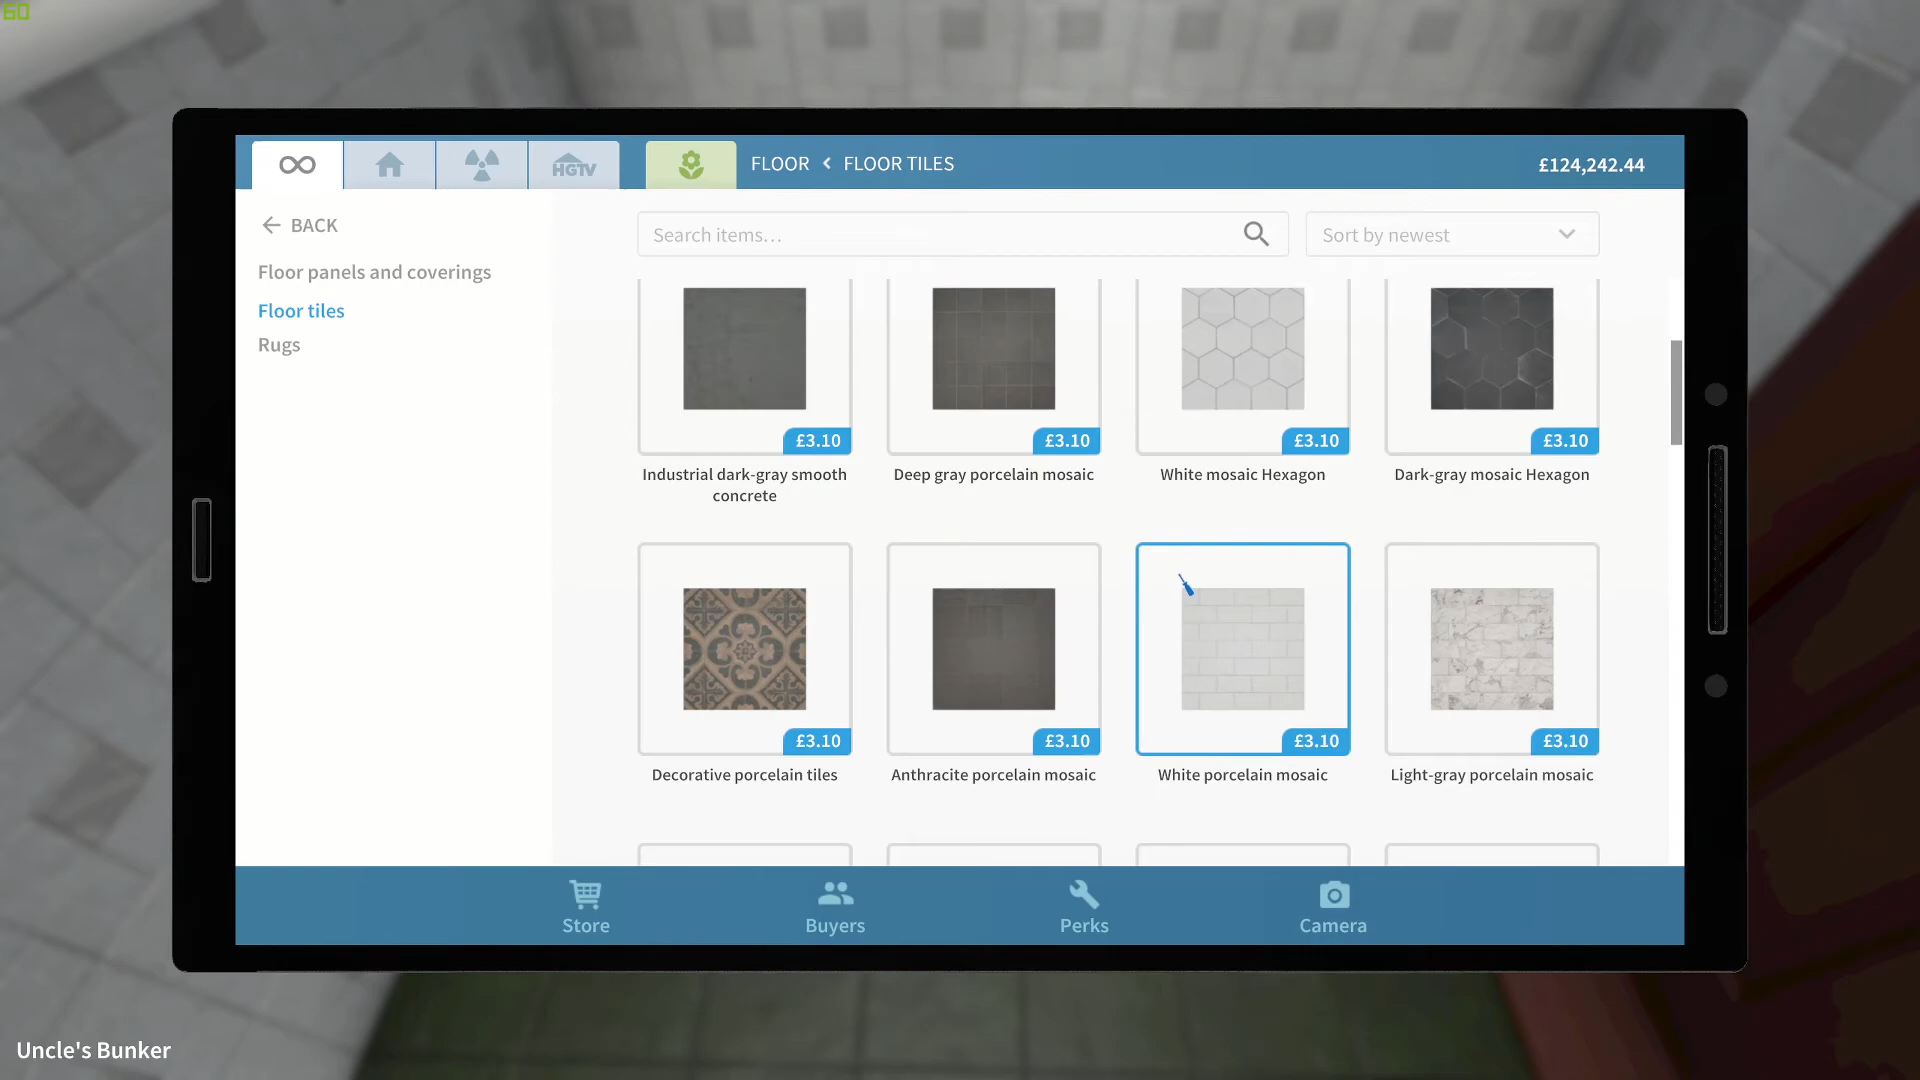 60
HGTV
FLOOR < FLOOR TILES
£124,242.44
BACK
Floor panels and coverings
Floor tiles
Rugs
Search items...
Sort by newest
£3.10
£3.10
£3.10
£3.10
Industrial dark-gray smooth
concrete
Deep gray porcelain mosaic
White mosaic Hexagon
Dark-gray mosaic Hexagon
£3.10
£3.10
£3.10
£3.10
Decorative porcelain tiles
Anthracite porcelain mosaic
White porcelain mosaic
Light-gray porcelain mosaic
Store
Buyers
Perks
Camera
Uncle's Bunker